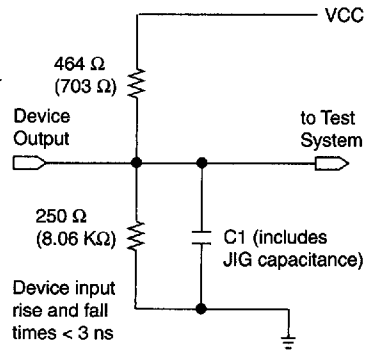 VCC
464 Ω
(703 Ω)
Device
Output
to Test
System
250 Ω
(8.06 KΩ)
C1 (includes
JIG capacitance)
Device input
rise and fall
times < 3 ns